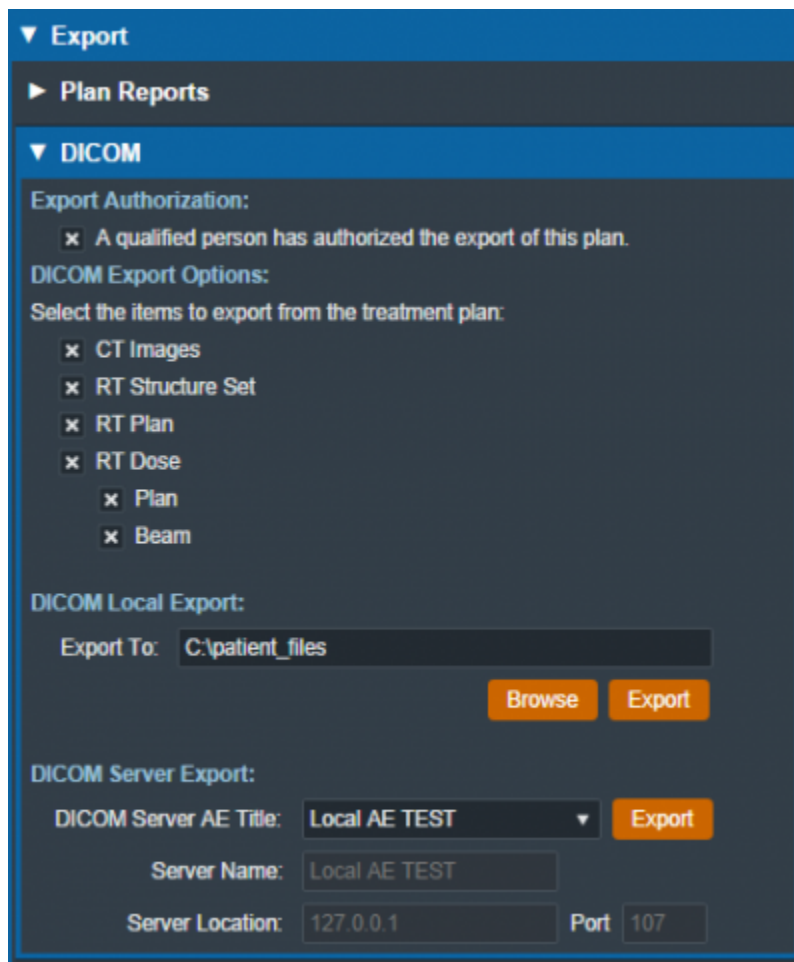 Export
Plan Reports
DICOM
Export Authorization:
A qualified person has authorized the export of this plan.
DICOM Export Options:
Select the items to export from the treatment plan:
CT Images
RT Structure Set
RT Plan
RT Dose
Plan
Beam
DICOM Local Export:
Export To: C:\patient_files
Browse Export
DICOM Server Export:
DICOM Server AE Title: Local AE TEST Export
Server Name: Local AE TEST
Server Location: 127.0.0.1 Port 107